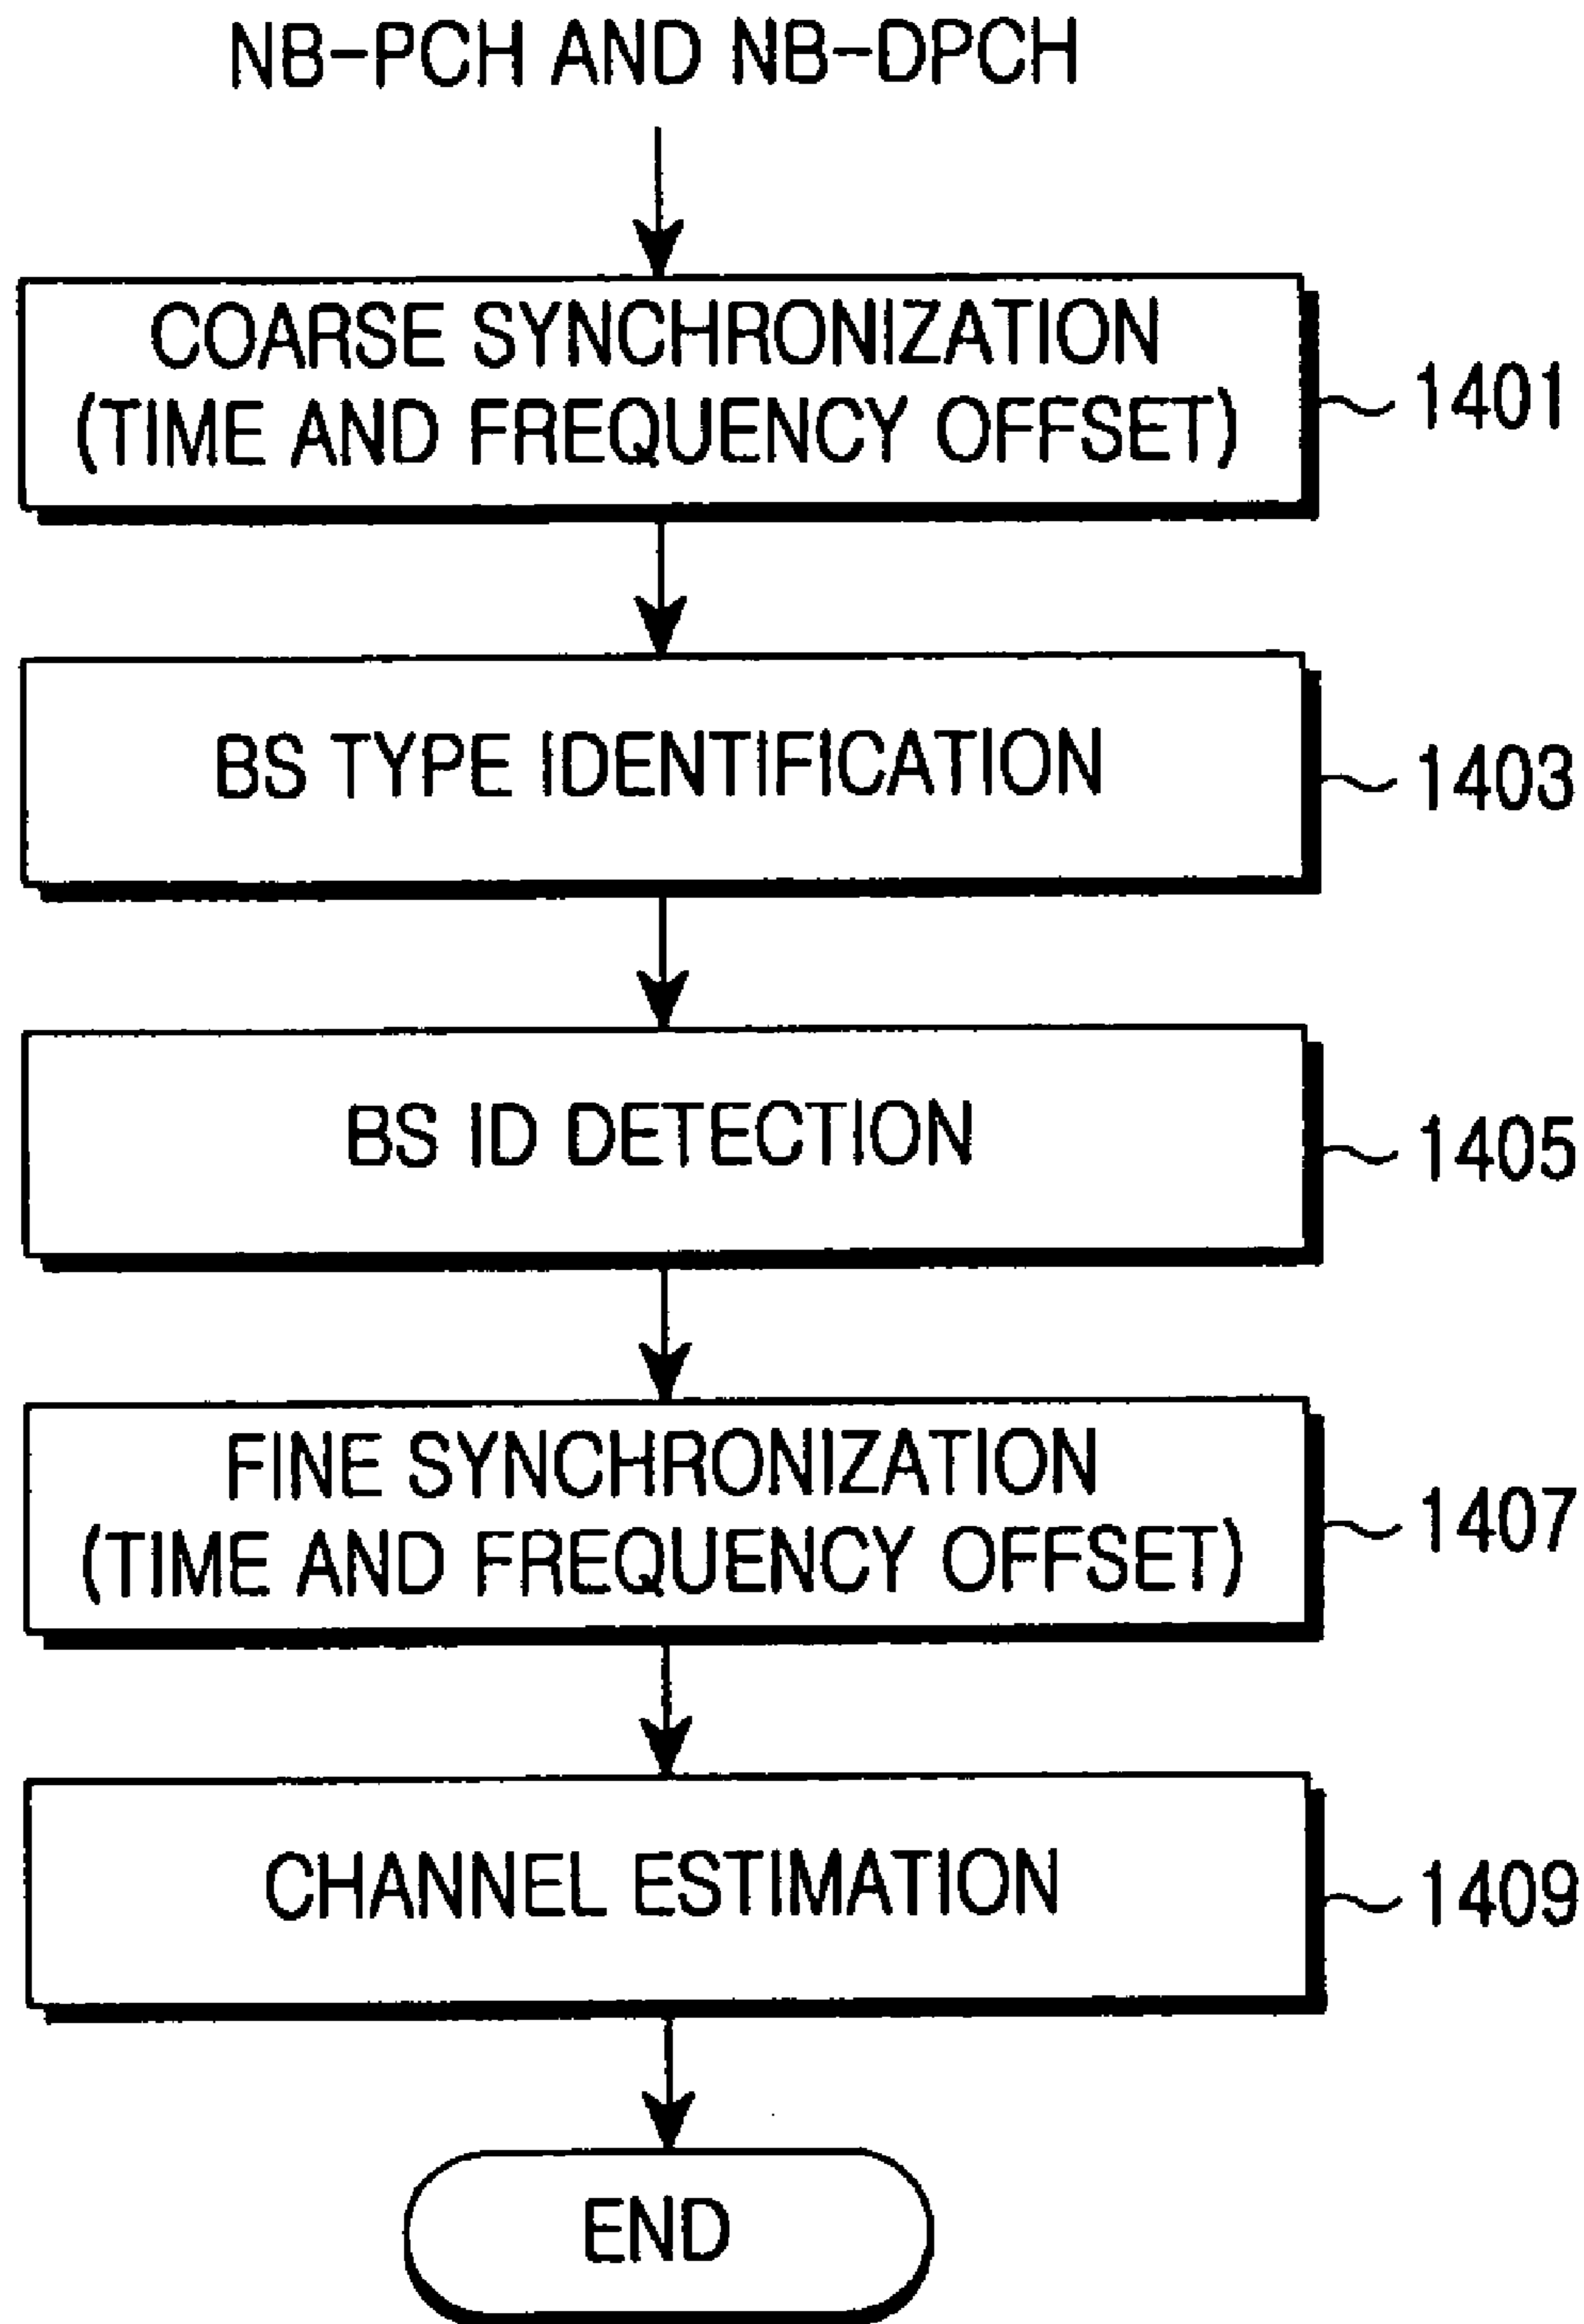 NB-PCH AND NB-DPCH
COARSE SYNCHRONIZATION
(TIME AND FREQUENCY OFFSET)
1401
BS TYPE IDENTIFICATION
1403
BS ID DETECTION
1405
FINE SYNCHRONIZATION
(TIME AND FREQUENCY OFFSET)
1407
CHANNEL ESTIMATION
1409
END